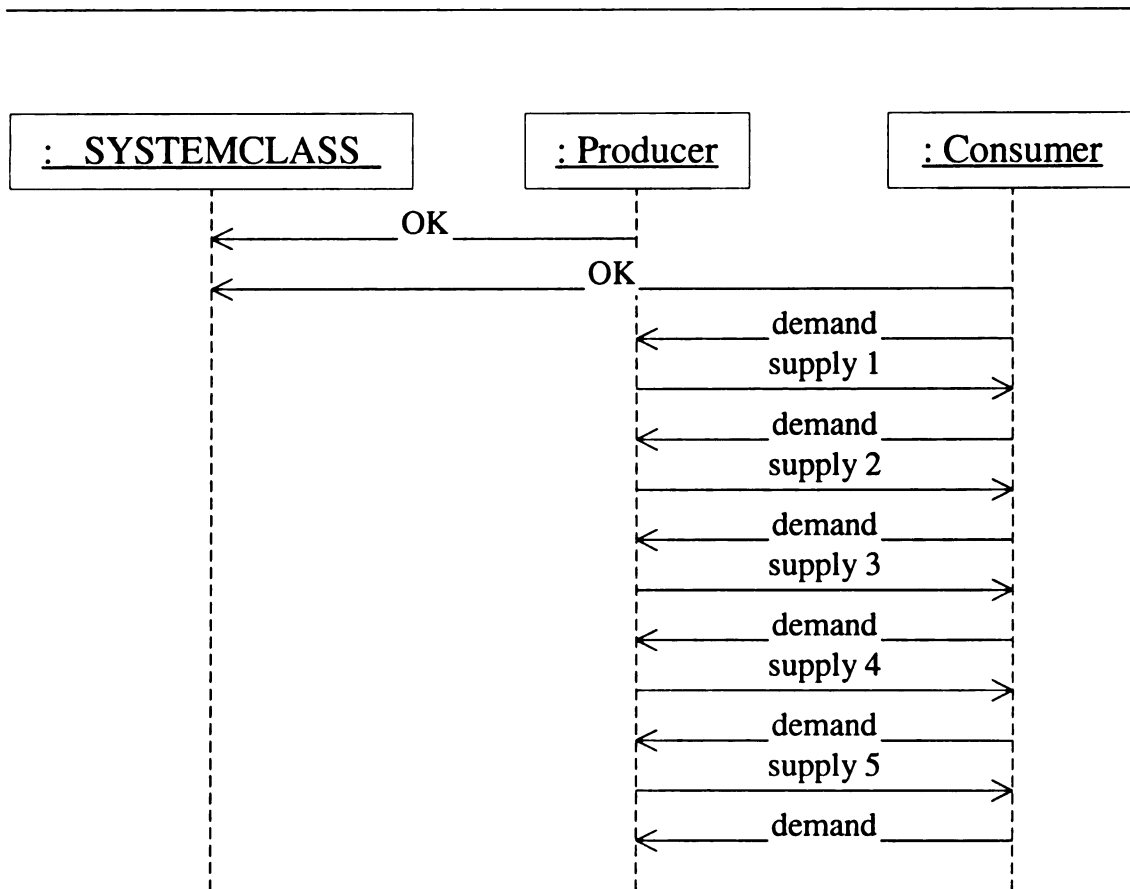 : _SYSTEMCLASS_
: Producer
: Consumer
OK
OK
demand
supply 1
demand
supply 2
demand
supply 3
demand
supply 4
demand
supply 5
demand